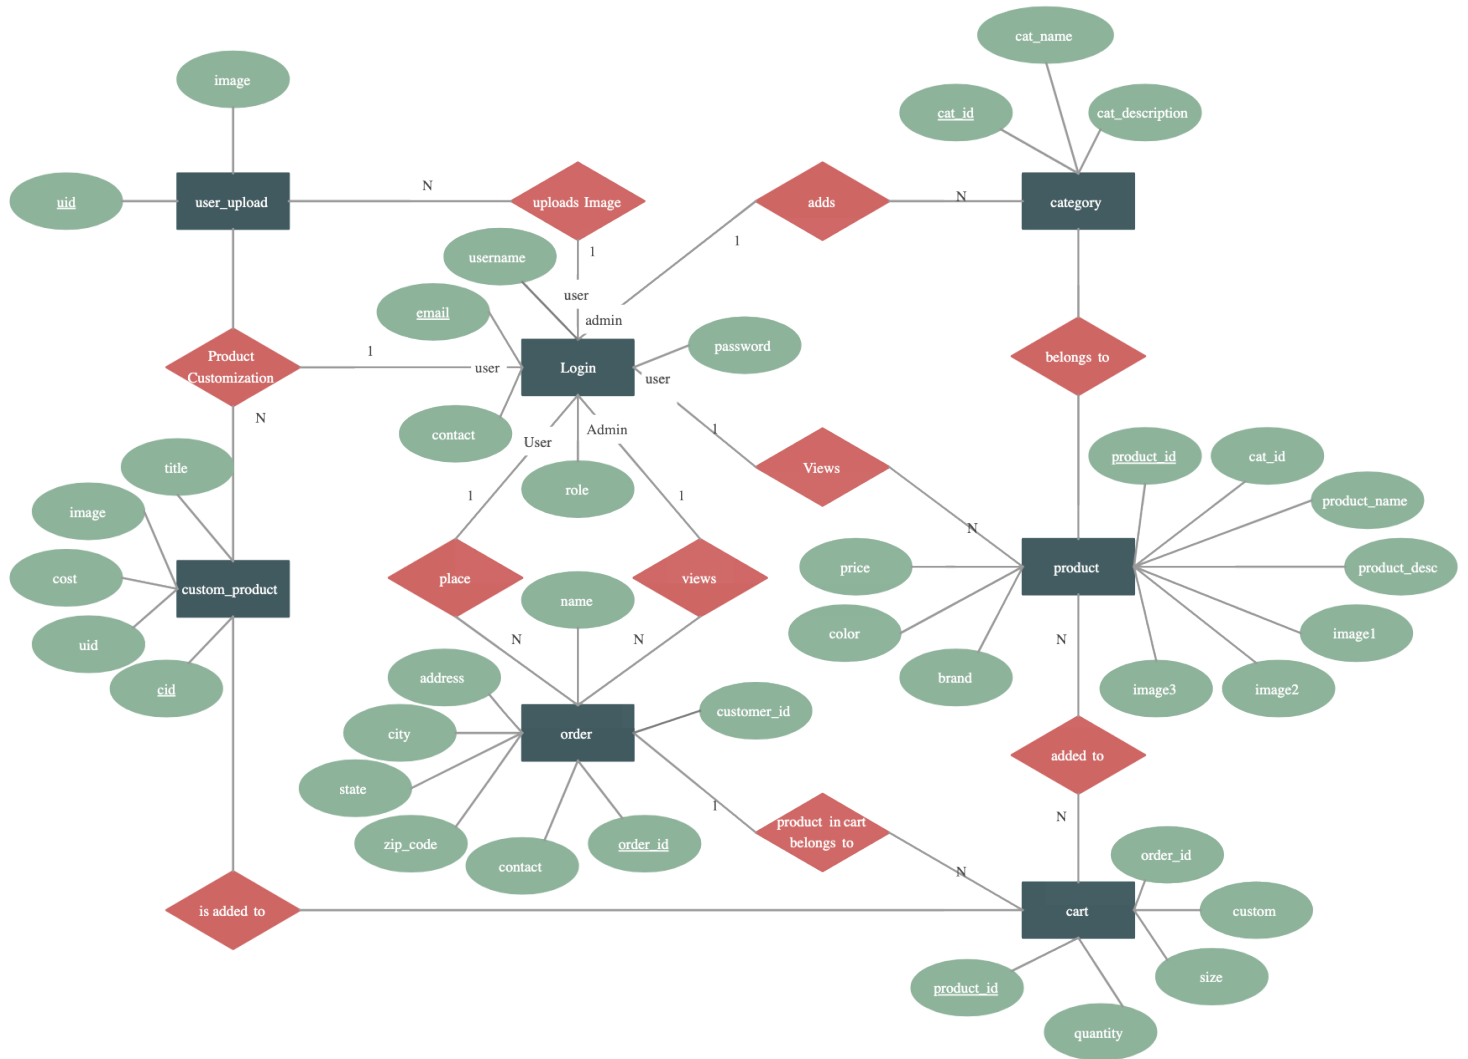 cat_name
image
cat_id
cat_description
N
uid
user_upload
uploads Image
adds
N
category
1
1
username
user
email
admin
1
password
Product
Customization
user
Login
user
belongs to
N
contact
User
Admin
1
title
role
Views
product_id
cat_id
image
1
1
product_name
N
cost
place
views
price
product
product_desc
custom_product
name
uid
N
N
color
N
image1
cid
address
brand
image3
image2
customer_id
city
order
added to
state
1
N
zip_code
order_id
product in cart
belongs to
order_id
contact
N
is added to
cart
custom
product_id
size
quantity